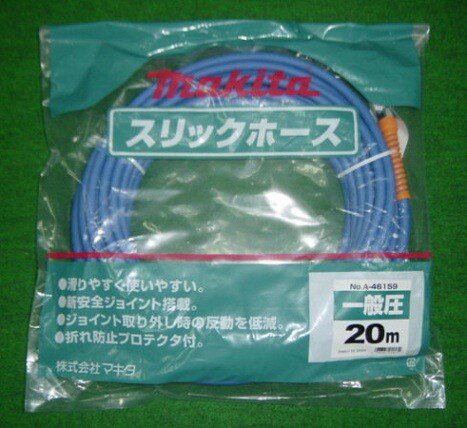 makita
スリックホース
●滑りやすく使いやすい。
●新安全ジョイント搭載。
●ジョイント取り外し時の反動を低減。
●折れ防止プロテクタ付。
株式会社 マキタ
No.A-46159
一般圧
20m